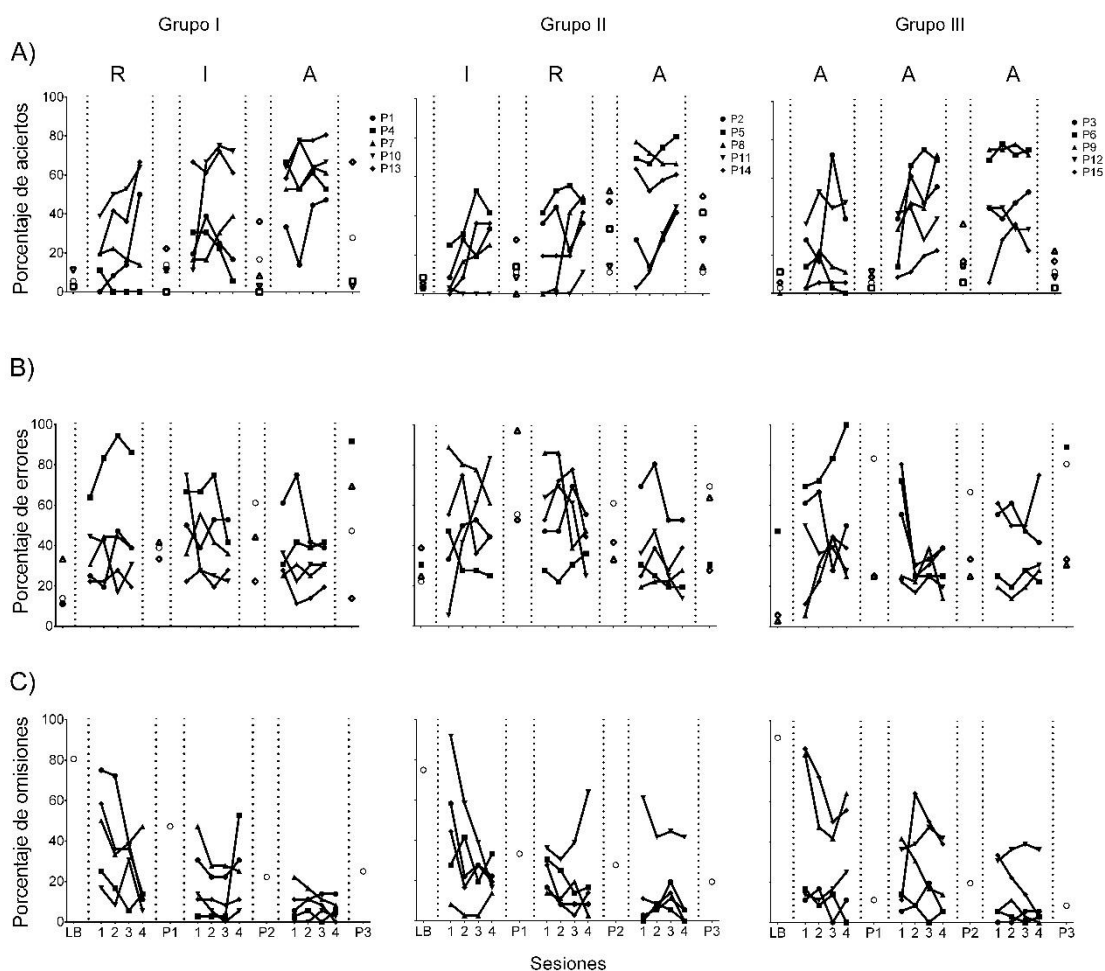 Grupo I Grupo II Grupo III
A)
R I A I R A A A A
Porcentaje de aciertos
100
80
60
40
20
0
P1
P4
P7
P10
P13
P2
P5
P8
P11
P14
P3
P6
P9
P12
P15
B)
Porcentaje de errores
100
80
60
40
20
0
C)
Porcentaje de omisiones
100
80
60
40
20
0
LB 1 2 3 4 P1 1 2 3 4 P2 1 2 3 4 P3 LB 1 2 3 4 P1 1 2 3 4 P2 1 2 3 4 P3 LB 1 2 3 4 P1 1 2 3 4 P2 1 2 3 4 P3
Sesiones